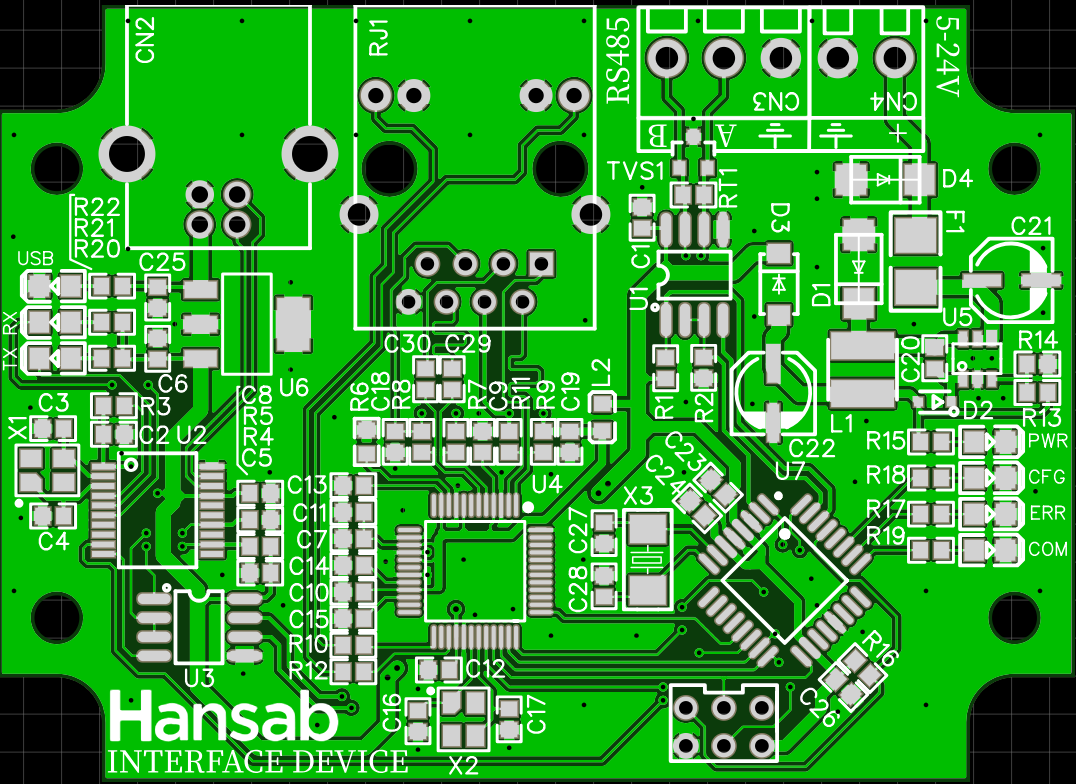 CN2
RJ1
RS485
5-24V
CN3
CN4
B
A
+
TVS1
RT1
D4
R22
R21
R20
D3
F1
C21
USB
C25
C1
U1
D1
U5
RX
C30
C29
C20
R14
TX
C6
U6
L2
R1
R2
D2
R13
C3
X1
R3
C2
U2
C8
R5
R4
C5
R6
C18
R8
R7
C9
R11
R9
C19
C22
L1
R15
PWR
C23
C24
U7
R18
CFG
C13
U4
X3
C11
R17
ERR
C4
C7
C27
R19
COM
C14
C10
C28
C15
R10
R12
U3
C12
R16
C26
C16
C17
X2
Hansab
INTERFACE DEVICE